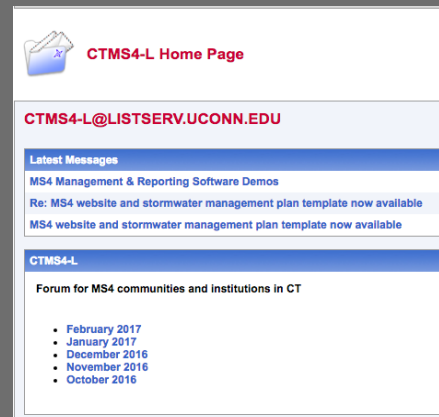 CTMS4-L Home Page
CTMS4-L@LISTSERV.UCONN.EDU
Latest Messages
MS4 Management & Reporting Software Demos
Re: MS4 website and stormwater management plan template now available
MS4 website and stormwater management plan template now available
CTMS4-L
Forum for MS4 communities and institutions in CT
• February 2017
• January 2017
• December 2016
• November 2016
• October 2016